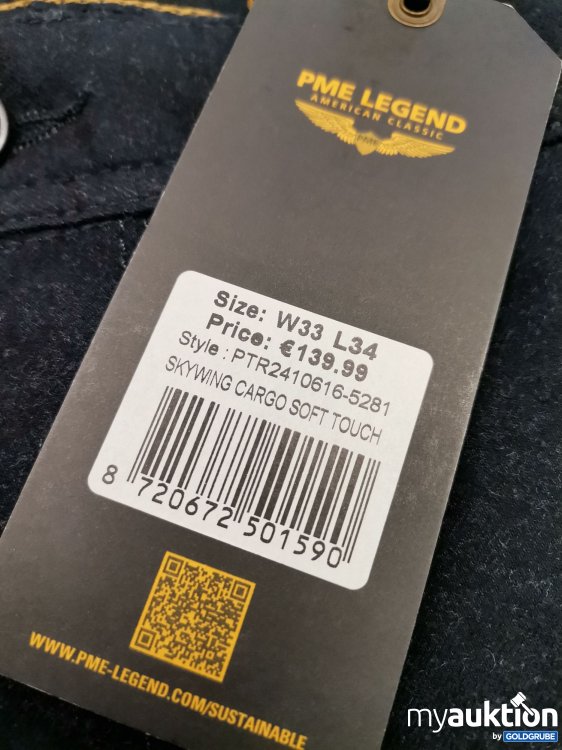 PME LEGEND
AMERICAN CLASSIC
PME
Size: W33 L34
Price: €139.99
Style : PTR2410616-5281
SKYWING CARGO SOFT TOUCH
8 720672 501590
WWW.PME-LEGEND.COM/SUSTAINABLE
myauktion
by GOLDGRUBE